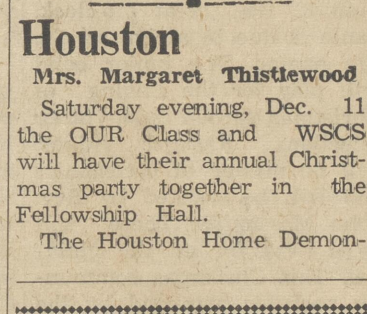 Houston
Mrs. Margaret Thistlewood
Saturday evening, Dec. 11
the OUR Class and WSCS
will have their annual Christ-
mas party together in the
Fellowship Hall.
The Houston Home Demon-